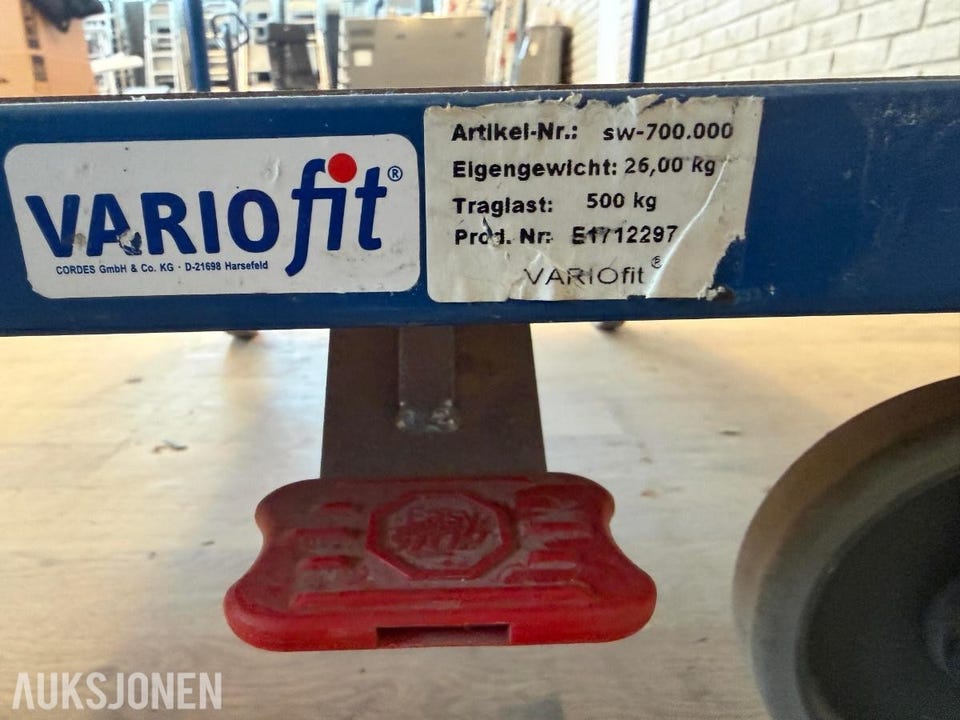 VARIOfit®
CORDES GmbH & Co. KG · D-21698 Harsefeld
Artikel-Nr.: sw-700.000
Eigengewicht: 26,00 kg
Traglast: 500 kg
Prod. Nr: E1712297
VARIOfit®
AUKSJONEN